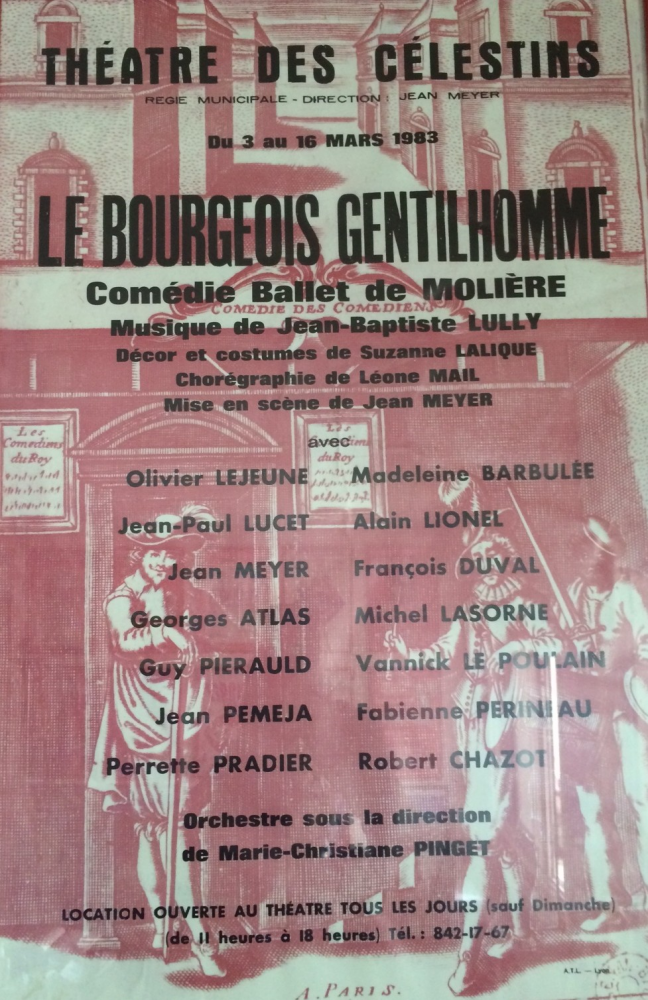 THÉATRE DES CÉLESTINS
REGIE MUNICIPALE - DIRECTION : JEAN MEYER
Du 3 au 16 MARS 1983
LE BOURGEOIS GENTILHOMME
Comédie Ballet de MOLIÈRE
COMEDIE DES COMEDIENS
Musique de Jean-Baptiste LULLY
Décor et costumes de Suzanne LALIQUE
Chorégraphie de Léone MAIL
Mise en scène de Jean MEYER
Les
Comediens
du Roy
Les
du Roy
avec
Olivier LEJEUNE Madeleine BARBULÉE
Jean-Paul LUCET Alain LIONEL
Jean MEYER François DUVAL
Georges ATLAS Michel LASORNE
Guy PIERAULD Yannick LE POULAIN
Jean PEMEJA Fabienne PERINEAU
Perrette PRADIER Robert CHAZOT
Orchestre sous la direction
de Marie-Christiane PINGET
LOCATION OUVERTE AU THÉATRE TOUS LES JOURS (sauf Dimanche)
(de 11 heures à 18 heures) Tél. : 842-17-67
A.T.L. —
A. PARIS.